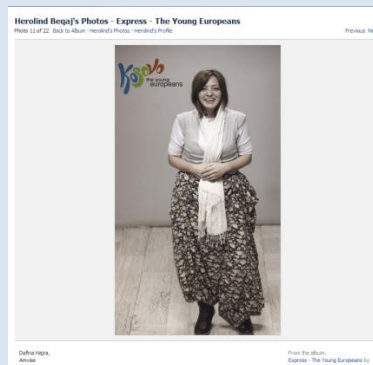 Herolind Beqaj's Photos - Express - The Young Europeans
Photo 11 of 22 Back to Album · Herolind's Photos · Herolind's Profile
Previous Ne
Kosovo
the young
europeans
Dafina
From the album:
Express - The Young Europeans by